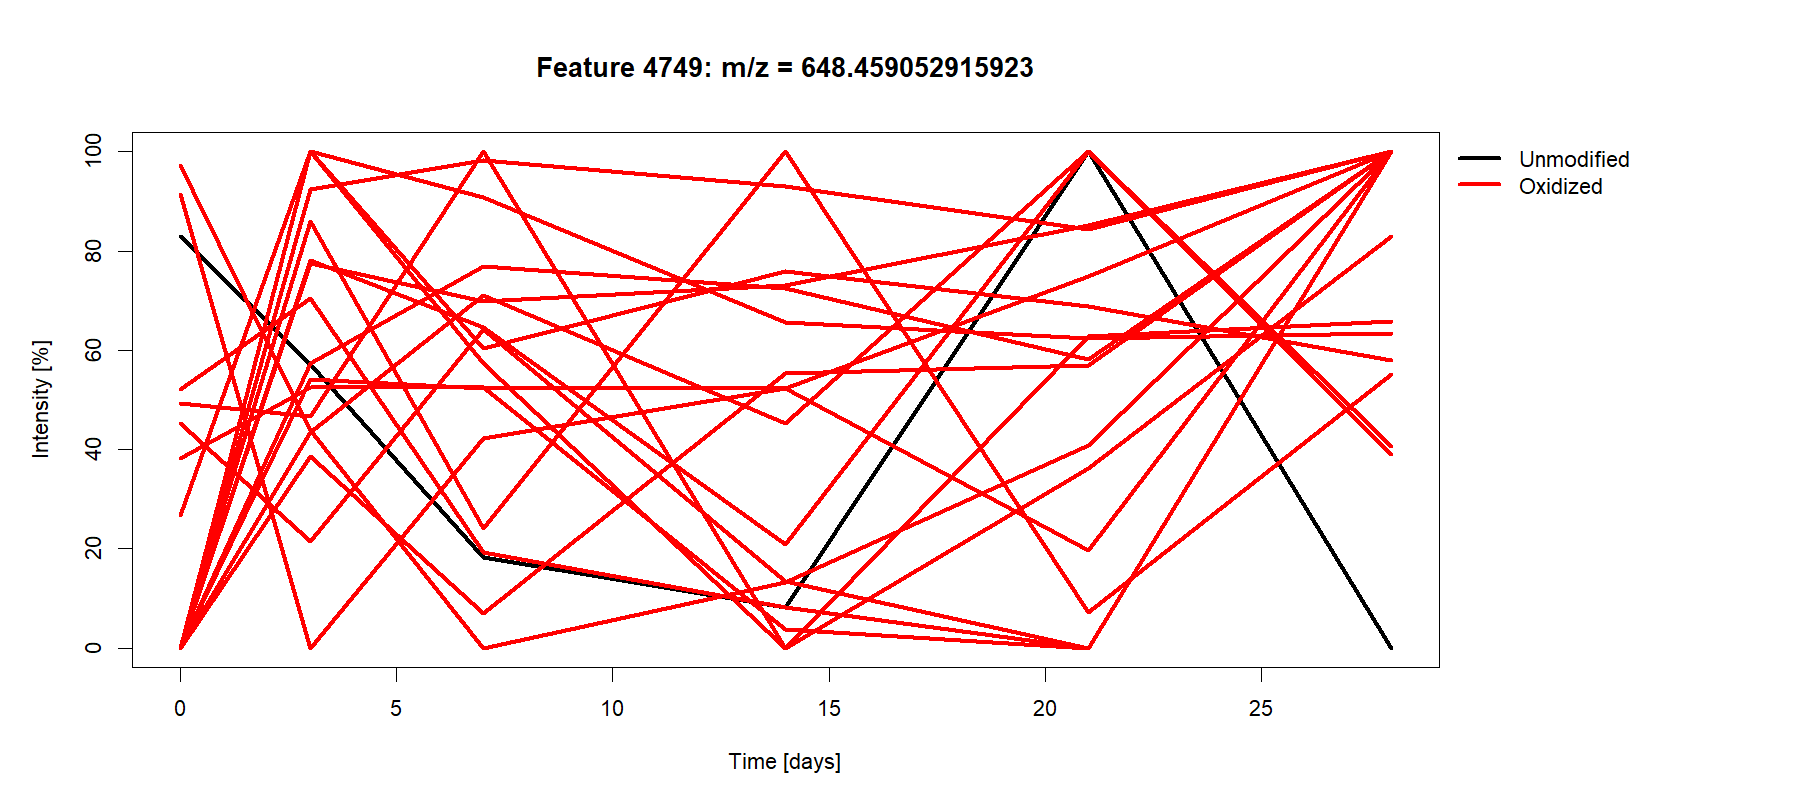 Feature 4749: m/z = 648.459052915923
Unmodified
Oxidized
Intensity [%]
100
80
60
40
20
0
0 5 10 15 20 25
Time [days]